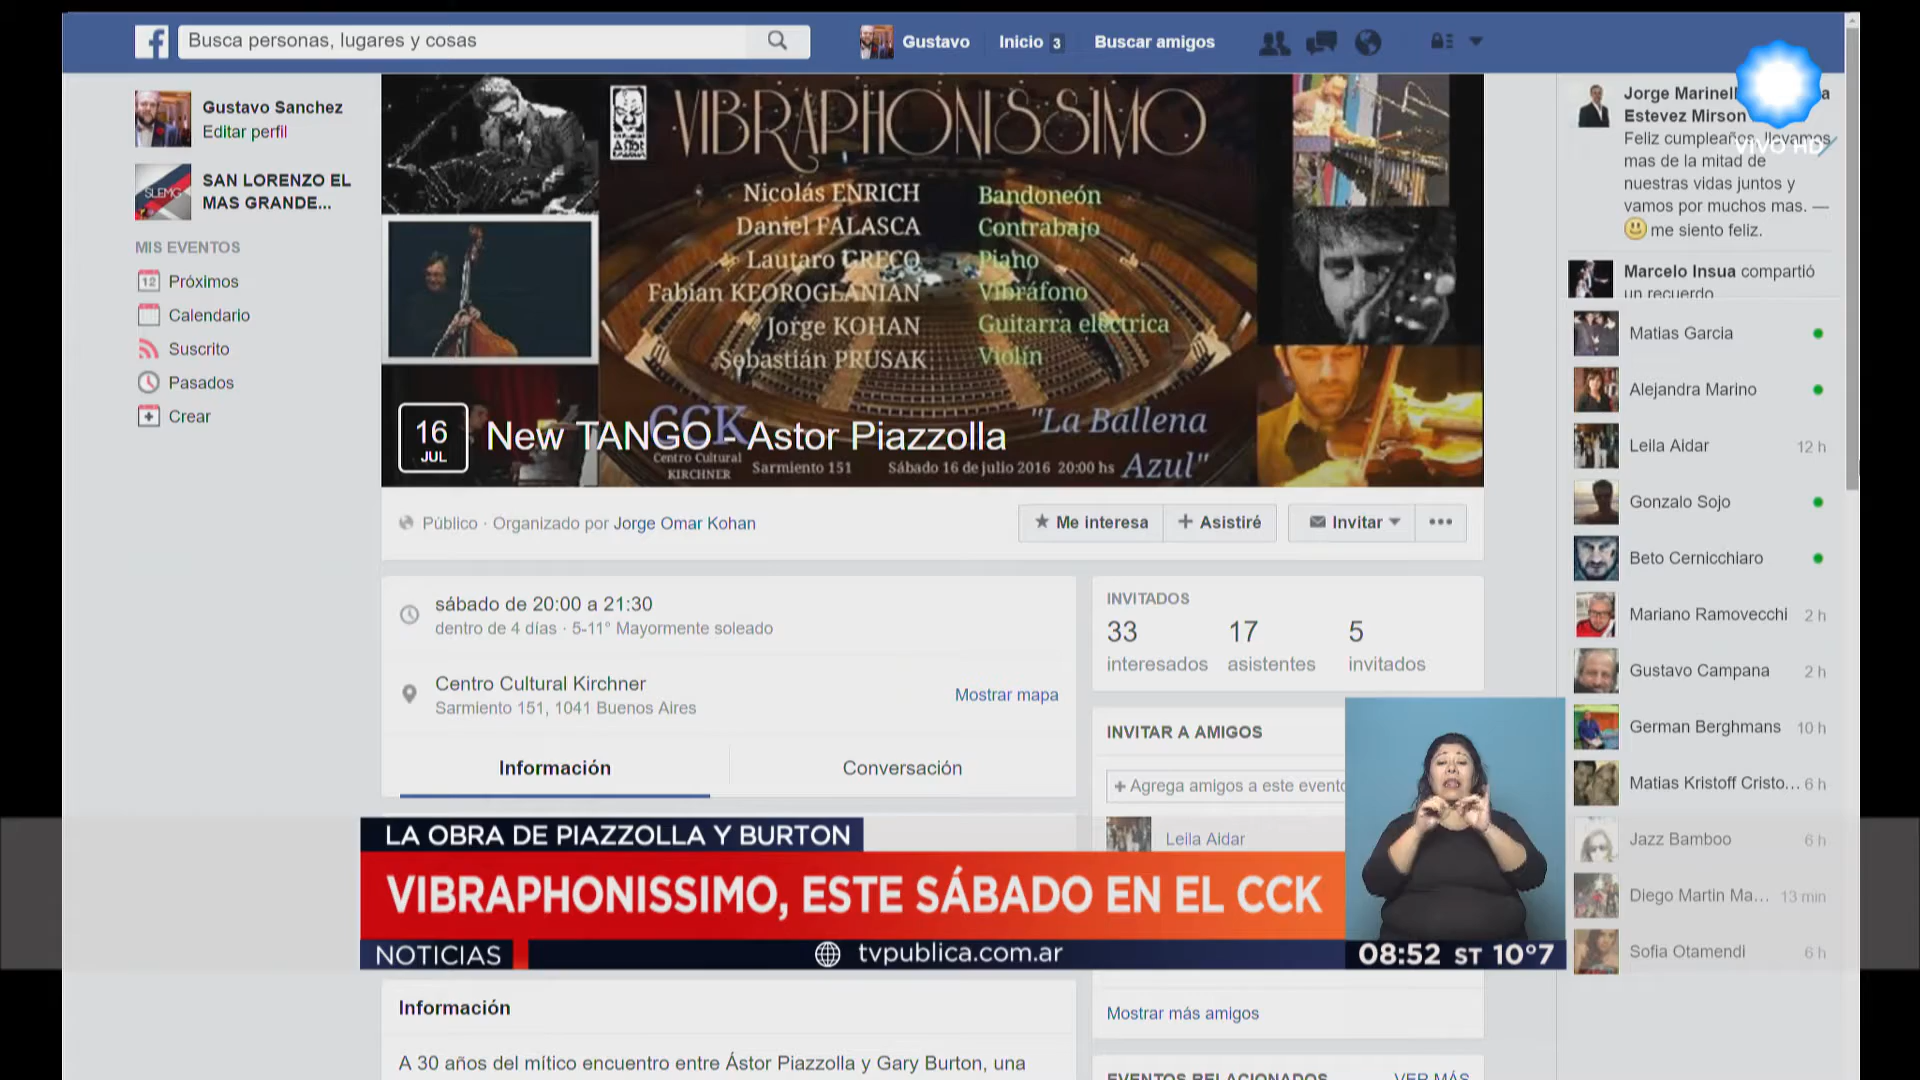 Busca personas, lugares y cosas
Gustavo
Inicio 3
Buscar amigos
Gustavo Sanchez
Editar perfil
SLEMG
SAN LORENZO EL
MAS GRANDE...
MIS EVENTOS
12 Próximos
Calendario
Suscrito
Pasados
Crear
VIBRAPHONISSIMO
Nicolás ENRICH Bandoneón
Daniel FALASCA Contrabajo
Lautaro GRECO Piano
Fabian KEOROGLANIAN Vibráfono
Jorge KOHAN Guitarra eléctrica
Sebastián PRUSAK Violín
CCK
Centro Cultural
KIRCHNER
Sarmiento 151
Sábado 16 de julio 2016 20:00 hs
"La Ballena
Azul"
16
JUL
New TANGO - Astor Piazzolla
Público · Organizado por Jorge Omar Kohan
Me interesa
Asistiré
Invitar
sábado de 20:00 a 21:30
dentro de 4 días · 5-11° Mayormente soleado
Centro Cultural Kirchner
Sarmiento 151, 1041 Buenos Aires
Mostrar mapa
Información
Conversación
INVITADOS
33 17 5
interesados asistentes invitados
INVITAR A AMIGOS
+ Agrega amigos a este evento
Leila Aidar
Jorge Marinell
Estevez Mirson
Feliz cumpleaños, llevamos
mas de la mitad de
nuestras vidas juntos y
vamos por muchos mas. —
me siento feliz.
VIVO HD
Marcelo Insua compartió
un recuerdo
Matias Garcia
Alejandra Marino
Leila Aidar 12 h
Gonzalo Sojo
Beto Cernicchiaro
Mariano Ramovecchi 2 h
Gustavo Campana 2 h
German Berghmans 10 h
Matias Kristoff Cristo... 6 h
Jazz Bamboo 6 h
Diego Martin Ma... 13 min
Sofia Otamendi 6 h
LA OBRA DE PIAZZOLLA Y BURTON
VIBRAPHONISSIMO, ESTE SÁBADO EN EL CCK
NOTICIAS
tvpublica.com.ar
08:52 ST 10°7
Información
A 30 años del mítico encuentro entre Ástor Piazzolla y Gary Burton, una
Mostrar más amigos
EVENTOS RELACIONADOS
VER MÁS